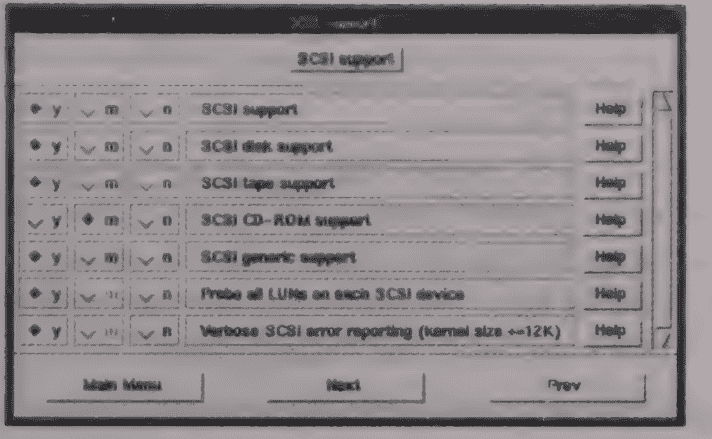 SCSI support
SCSI support
y m n SCSI support Help
y m n SCSI disk support Help
y m n SCSI tape support Help
y m n SCSI CD-ROM support Help
y m n SCSI generic support Help
y n Probe all LUNs on each SCSI device Help
y n Verbose SCSI error reporting (kernel size +=12K) Help
Main Menu Next Prev